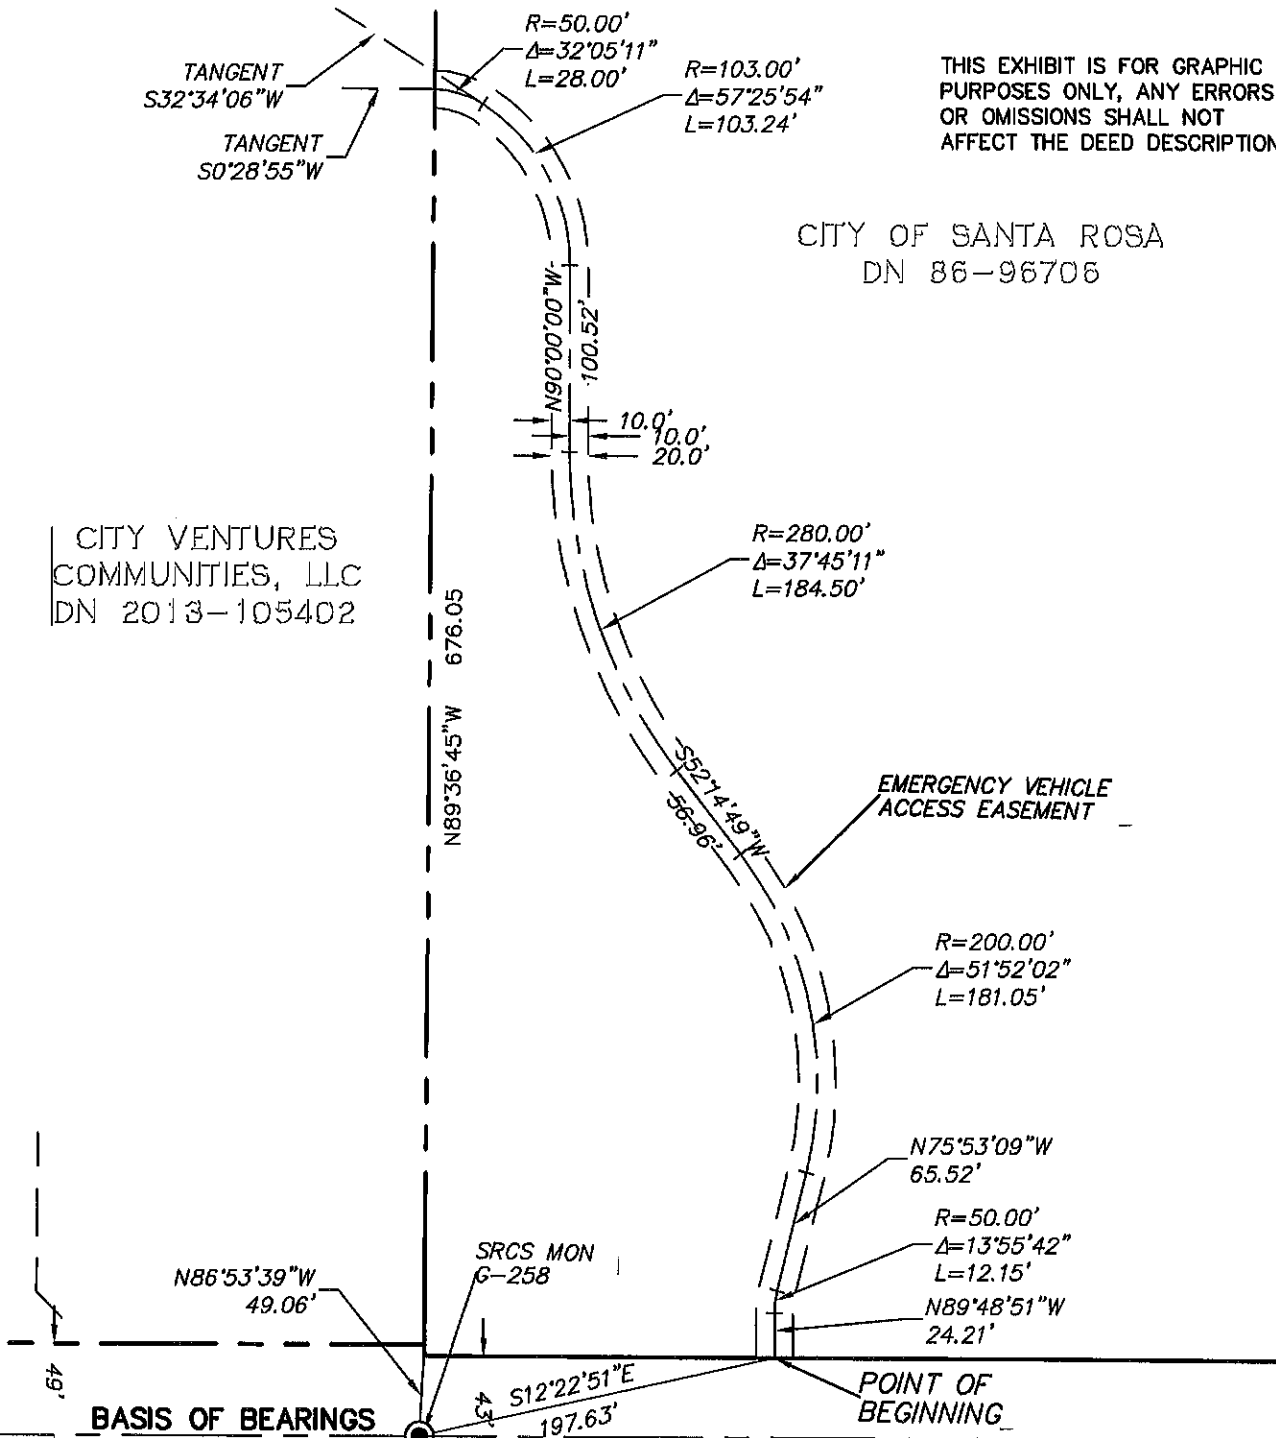 R=50.00'
Δ=32°05'11"
L=28.00'
TANGENT
S32°34'06"W
TANGENT
S0°28'55"W
R=103.00'
Δ=57°25'54"
L=103.24'
THIS EXHIBIT IS FOR GRAPHIC
PURPOSES ONLY, ANY ERRORS
OR OMISSIONS SHALL NOT
AFFECT THE DEED DESCRIPTION
CITY OF SANTA ROSA
DN 86-96706
N90°00'00"W
100.52'
10.0'
10.0'
20.0'
CITY VENTURES
COMMUNITIES, LLC
DN 2013-105402
R=280.00'
Δ=37°45'11"
L=184.50'
N89°36'45"W 676.05
S52°14'49"W
56.96'
EMERGENCY VEHICLE
ACCESS EASEMENT
R=200.00'
Δ=51°52'02"
L=181.05'
N75°53'09"W
65.52'
R=50.00'
Δ=13°55'42"
L=12.15'
N89°48'51"W
24.21'
SRCS MON
G-258
N86°53'39"W
49.06'
49'
43'
S12°22'51"E
197.63'
POINT OF
BEGINNING
BASIS OF BEARINGS